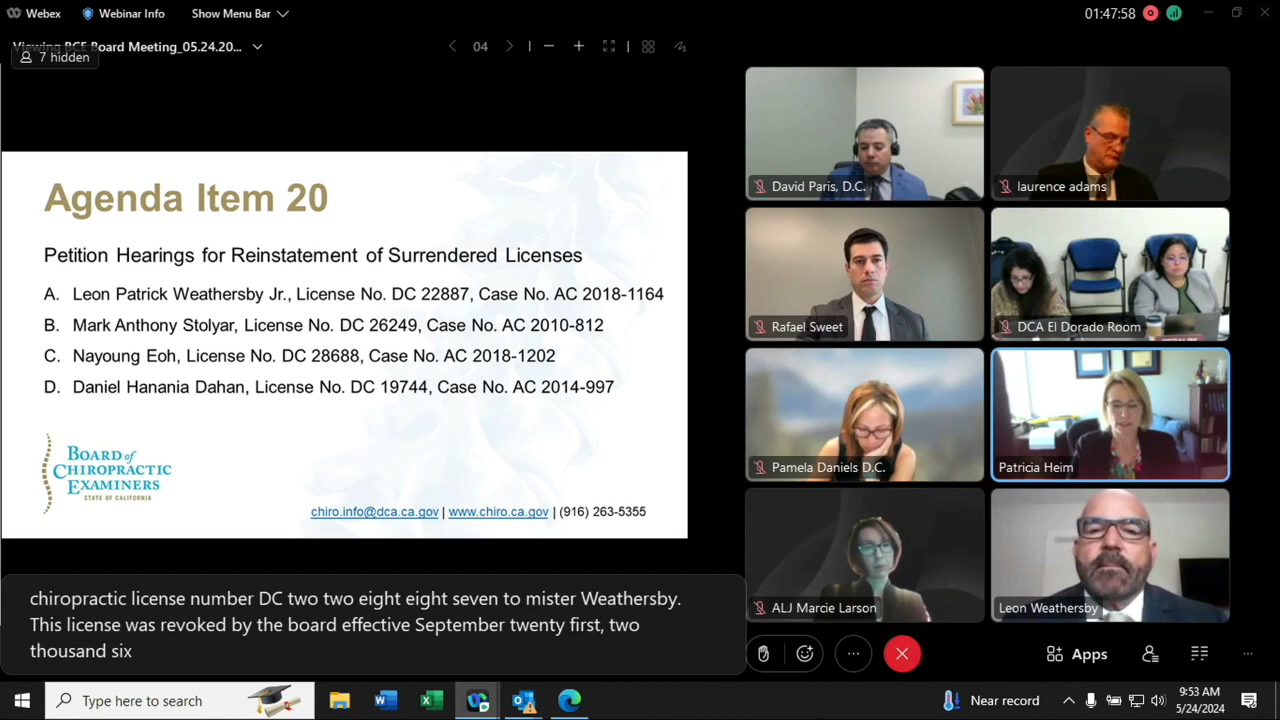 Webex
Webinar Info
Show Menu Bar
01:47:58
Viewing BCE Board Meeting_05.24.20...
04
7 hidden
Agenda Item 20
Petition Hearings for Reinstatement of Surrendered Licenses
A. Leon Patrick Weathersby Jr., License No. DC 22887, Case No. AC 2018-1164
B. Mark Anthony Stolyar, License No. DC 26249, Case No. AC 2010-812
C. Nayoung Eoh, License No. DC 28688, Case No. AC 2018-1202
D. Daniel Hanania Dahan, License No. DC 19744, Case No. AC 2014-997
BOARD of
CHIROPRACTIC
EXAMINERS
STATE OF CALIFORNIA
chiro.info@dca.ca.gov | www.chiro.ca.gov | (916) 263-5355
David Paris, D.C.
laurence adams
Rafael Sweet
DCA El Dorado Room
Pamela Daniels D.C.
Patricia Heim
ALJ Marcie Larson
Leon Weathersby
chiropractic license number DC two two eight eight seven to mister Weathersby.
This license was revoked by the board effective September twenty first, two
thousand six
Apps
Type here to search
Near record
9:53 AM
5/24/2024